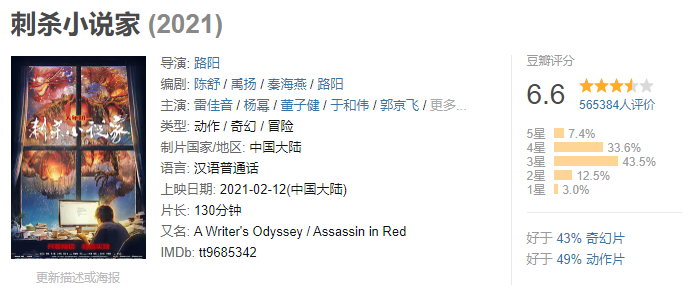 刺杀小说家 (2021)
刺杀小说家
更新描述或海报
导演: 路阳
编剧: 陈舒 / 禹扬 / 秦海燕 / 路阳
主演: 雷佳音 / 杨幂 / 董子健 / 于和伟 / 郭京飞 / 更多...
类型: 动作 / 奇幻 / 冒险
制片国家/地区: 中国大陆
语言: 汉语普通话
上映日期: 2021-02-12(中国大陆)
片长: 130分钟
又名: A Writer's Odyssey / Assassin in Red
IMDb: tt9685342
豆瓣评分
6.6
565384人评价
5星 7.4%
4星 33.6%
3星 43.5%
2星 12.5%
1星 3.0%
好于 43% 奇幻片
好于 49% 动作片